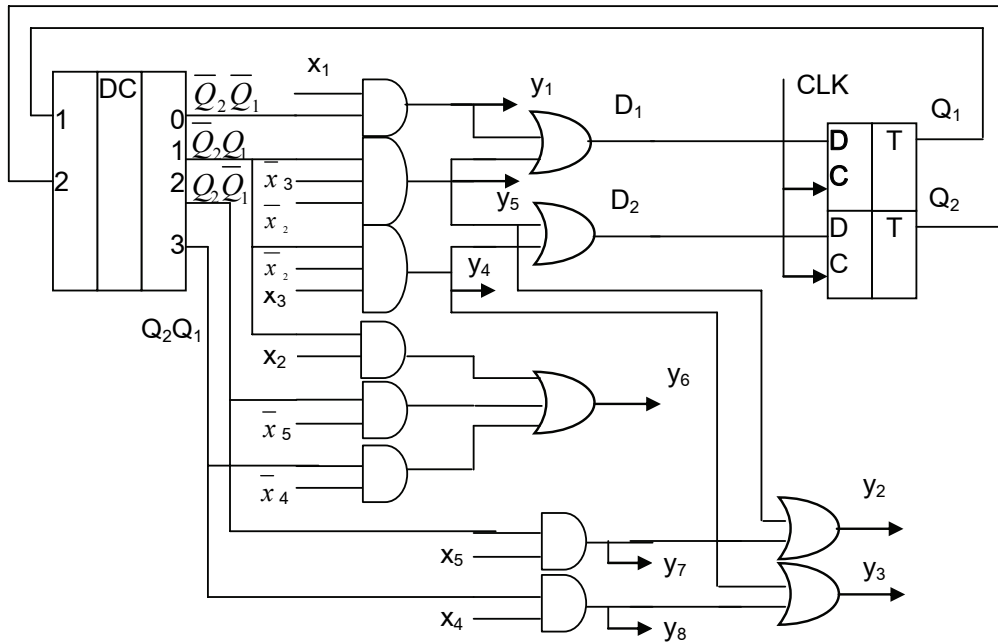 x₁
y₁
CLK
DC
Q̅₂Q̅₁
D₁
Q₁
1
0
D
T
Q̅₂Q₁
1
C
2
2
x̅₃
Q₂Q̅₁
y₅
D₂
Q₂
x̅₂
D
T
3
x̅₂
y₄
C
x₃
Q₂Q₁
x₂
y₆
x̅₅
x̅₄
y₂
x₅
y₇
y₃
x₄
y₈